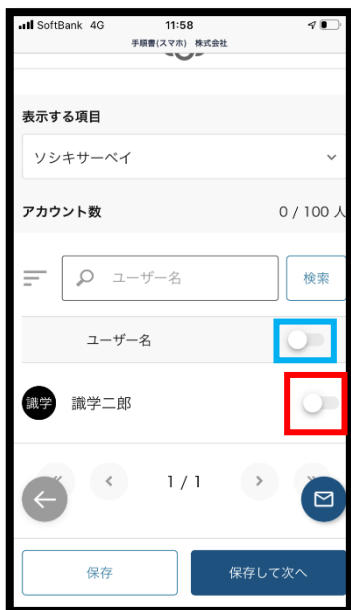 SoftBank 4G 11:58
手順書(スマホ) 株式会社
表示する項目
ソシキサーベイ
アカウント数 0 / 100 人
ユーザー名 検索
ユーザー名
識学 識学二郎
1 / 1
保存 保存して次へ